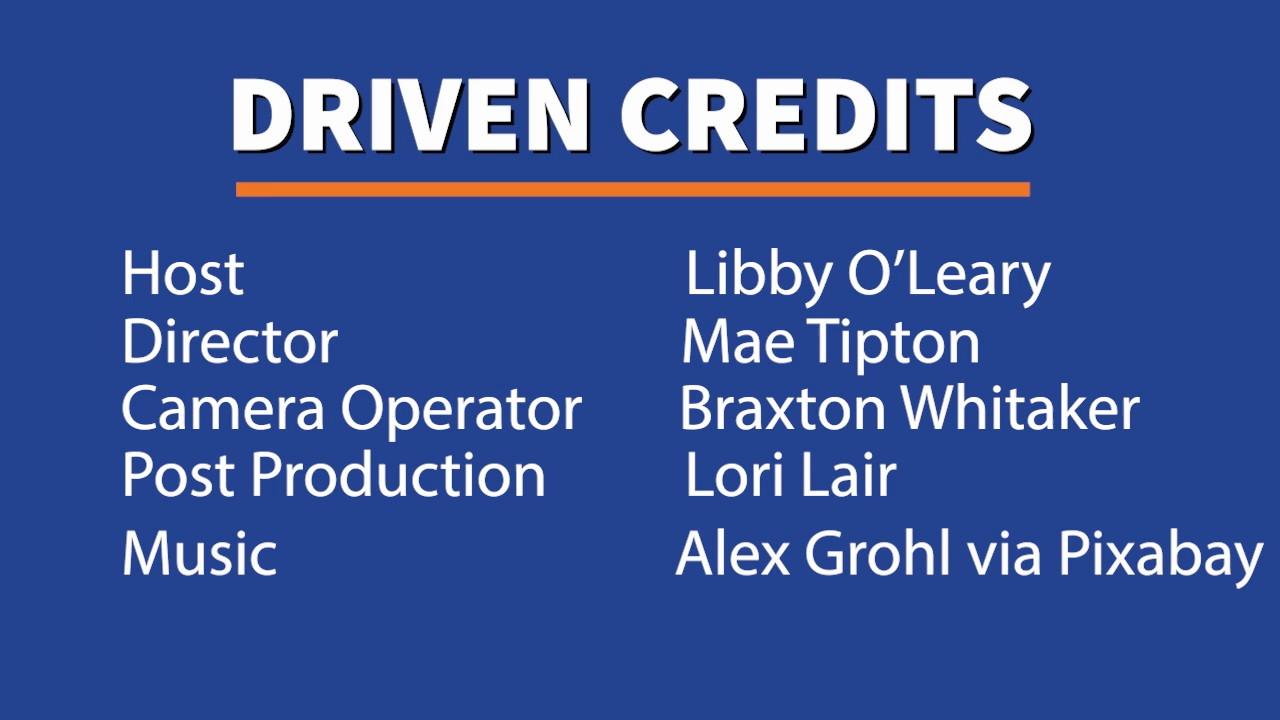 DRIVEN CREDITS
Host Libby O’Leary
Director Mae Tipton
Camera Operator Braxton Whitaker
Post Production Lori Lair
Music Alex Grohl via Pixabay